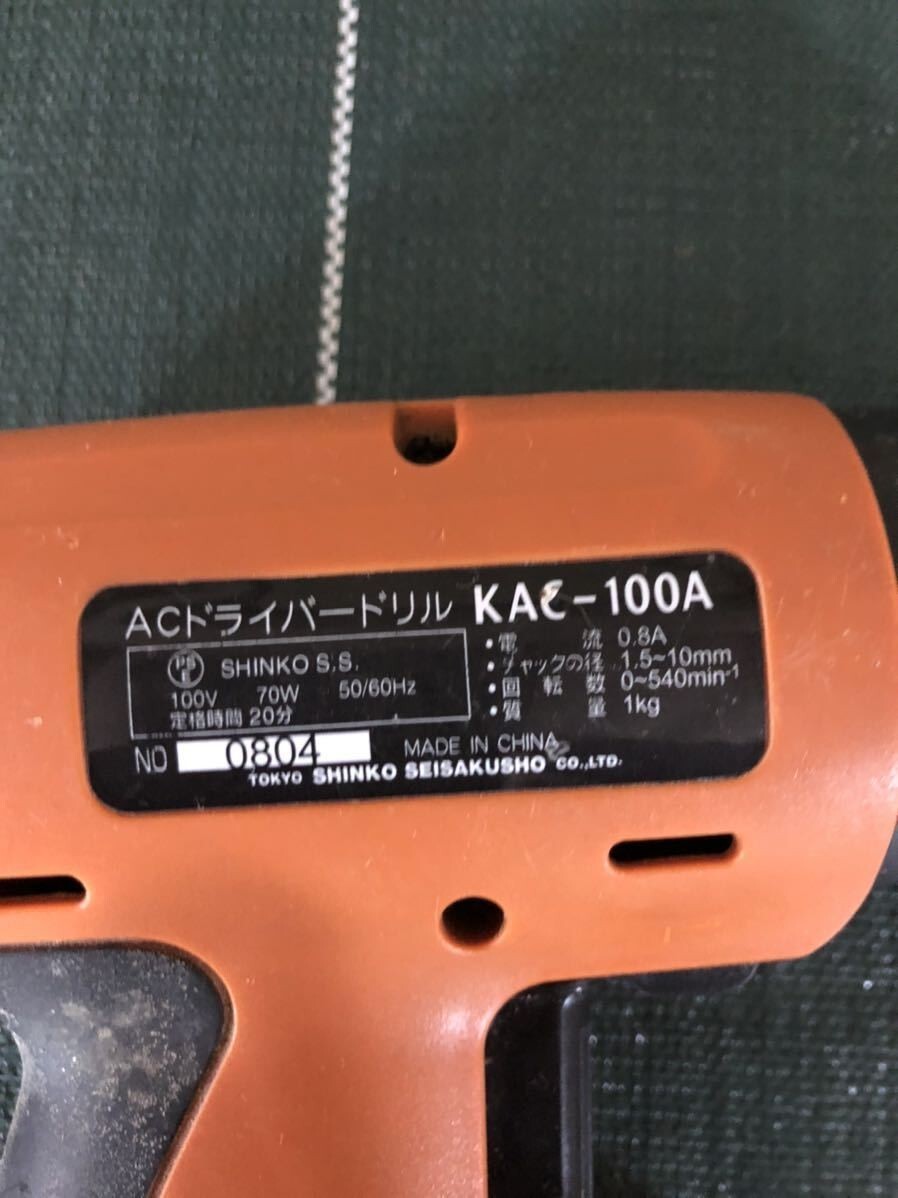 ACドライバードリル KAC-100A
PSE SHINKO S.S.
100V 70W 50/60Hz
定格時間 20分
・電流 0.8A
・チャックの径 1.5~10mm
・回転数 0~540min⁻¹
・質量 1kg
NO 0804 MADE IN CHINA
TOKYO SHINKO SEISAKUSHO CO.,LTD.